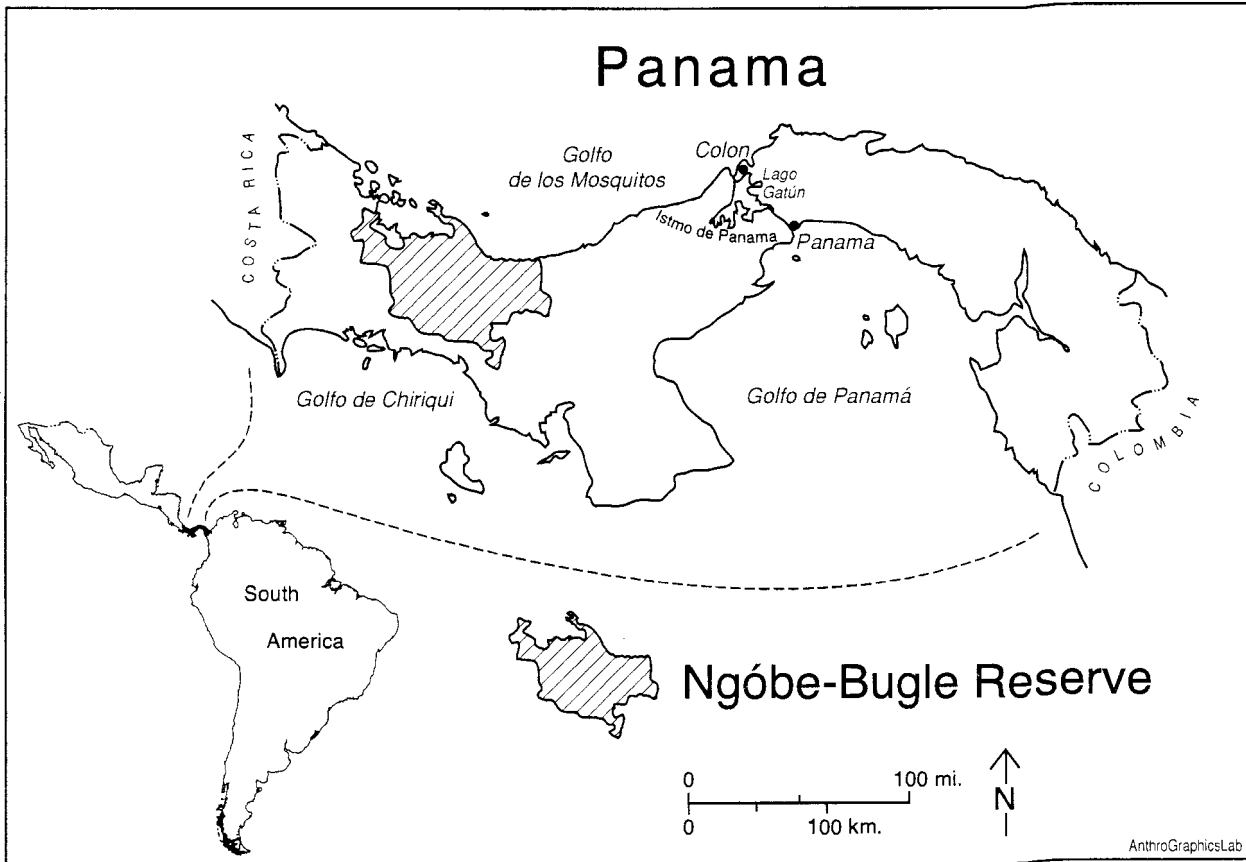 Panama
COSTA RICA
Golfo
de los Mosquitos
Colon
Lago
Gatún
Istmo de Panama
Panama
Golfo de Chiriqui
Golfo de Panamá
COLOMBIA
South
America
Ngóbe-Bugle Reserve
0 100 mi.
0 100 km.
N
AnthroGraphicsLab